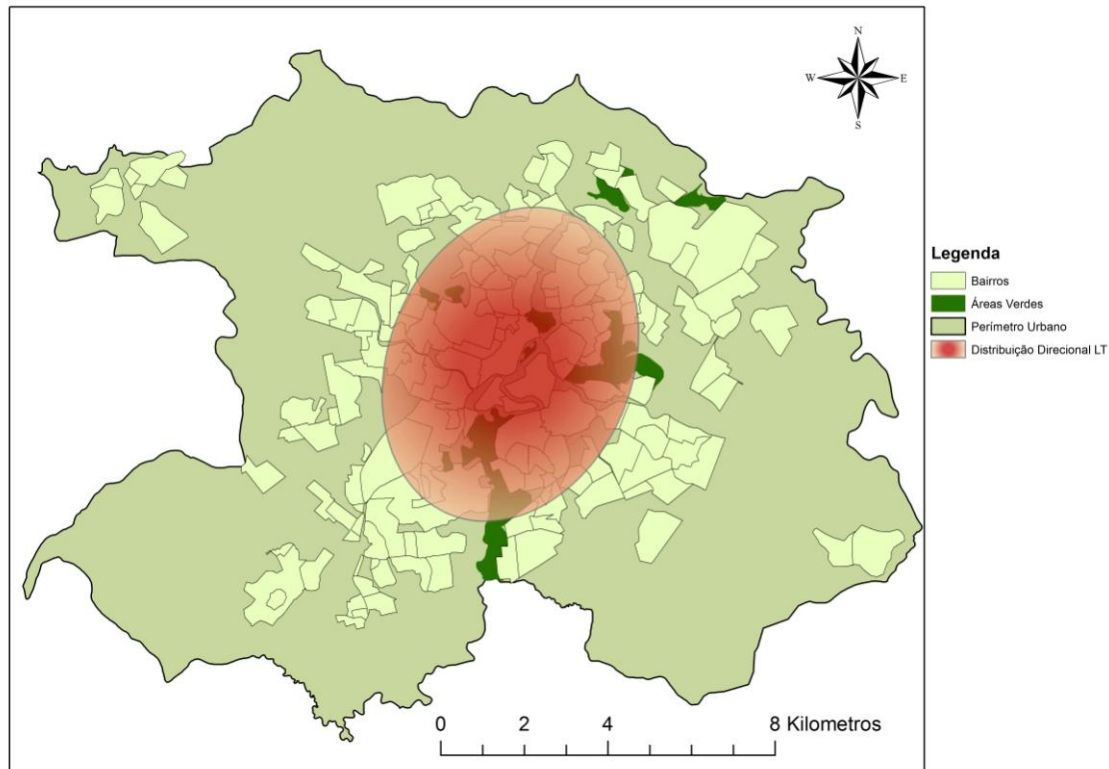 N
W E
S
Legenda
Bairros
Áreas Verdes
Perímetro Urbano
Distribuição Direcional LT
0 2 4 8 Kilometros